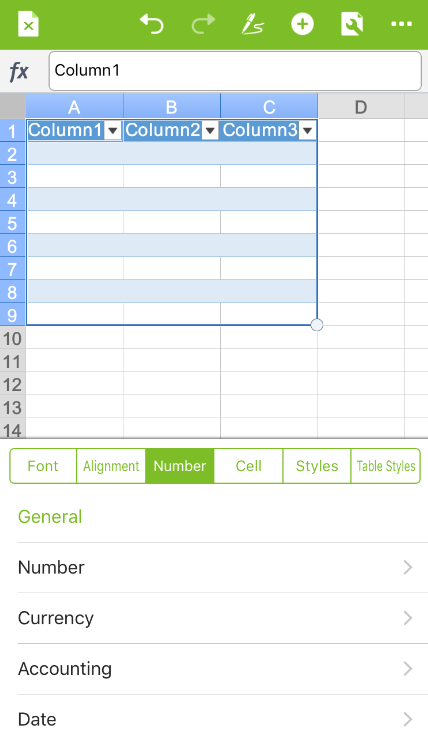 fx Column1
A B C D
1 Column1 Column2 Column3
2
3
4
5
6
7
8
9
10
11
12
13
14
Font Alignment Number Cell Styles Table Styles
General
Number
Currency
Accounting
Date